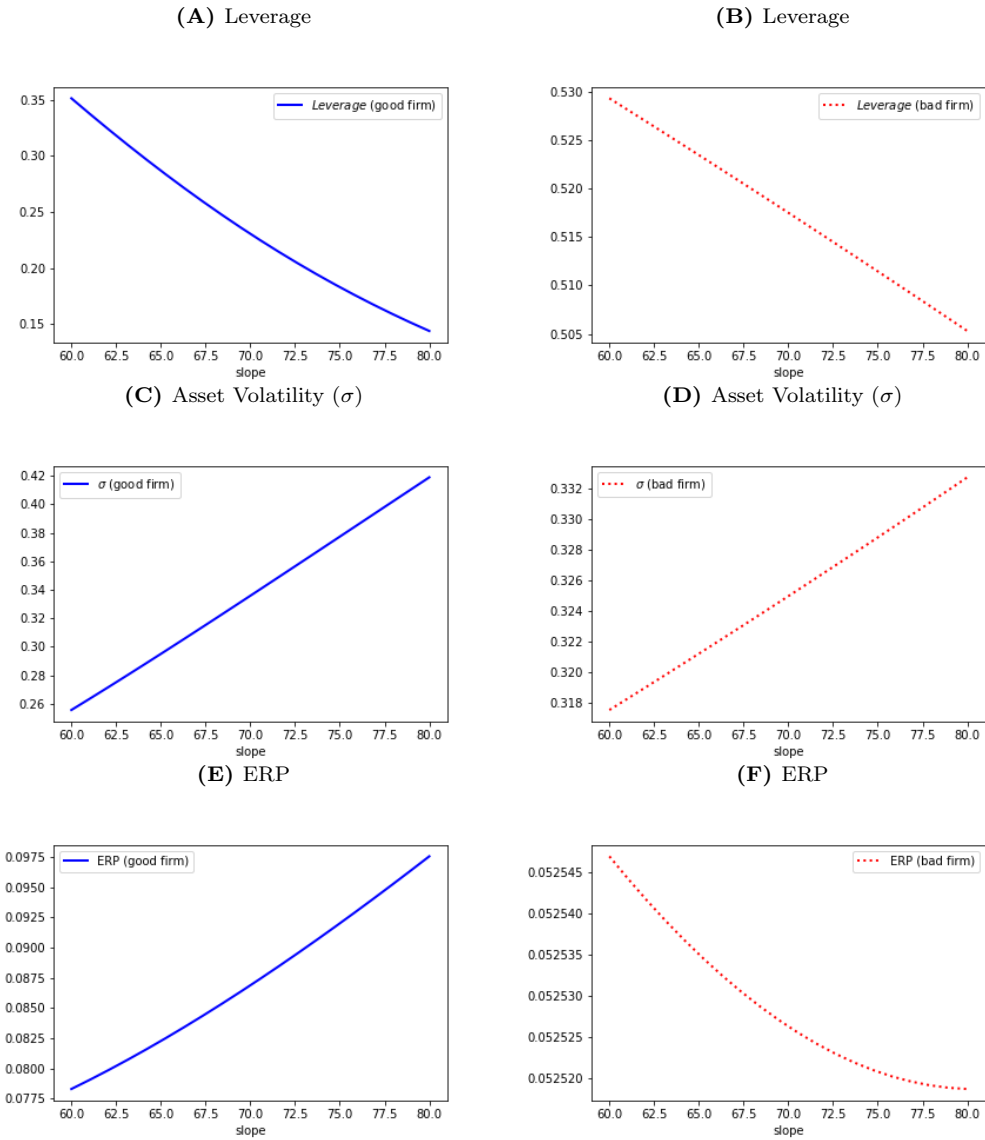 (A) Leverage
(B) Leverage
0.35
0.30
0.25
0.20
0.15
Leverage (good firm)
60.0 62.5 65.0 67.5 70.0 72.5 75.0 77.5 80.0
slope
0.530
0.525
0.520
0.515
0.510
0.505
Leverage (bad firm)
60.0 62.5 65.0 67.5 70.0 72.5 75.0 77.5 80.0
slope
(C) Asset Volatility (σ)
(D) Asset Volatility (σ)
0.42
0.40
0.38
0.36
0.34
0.32
0.30
0.28
0.26
σ (good firm)
60.0 62.5 65.0 67.5 70.0 72.5 75.0 77.5 80.0
slope
0.332
0.330
0.328
0.326
0.324
0.322
0.320
0.318
σ (bad firm)
60.0 62.5 65.0 67.5 70.0 72.5 75.0 77.5 80.0
slope
(E) ERP
(F) ERP
0.0975
0.0950
0.0925
0.0900
0.0875
0.0850
0.0825
0.0800
0.0775
ERP (good firm)
60.0 62.5 65.0 67.5 70.0 72.5 75.0 77.5 80.0
slope
0.052545
0.052540
0.052535
0.052530
0.052525
0.052520
ERP (bad firm)
60.0 62.5 65.0 67.5 70.0 72.5 75.0 77.5 80.0
slope